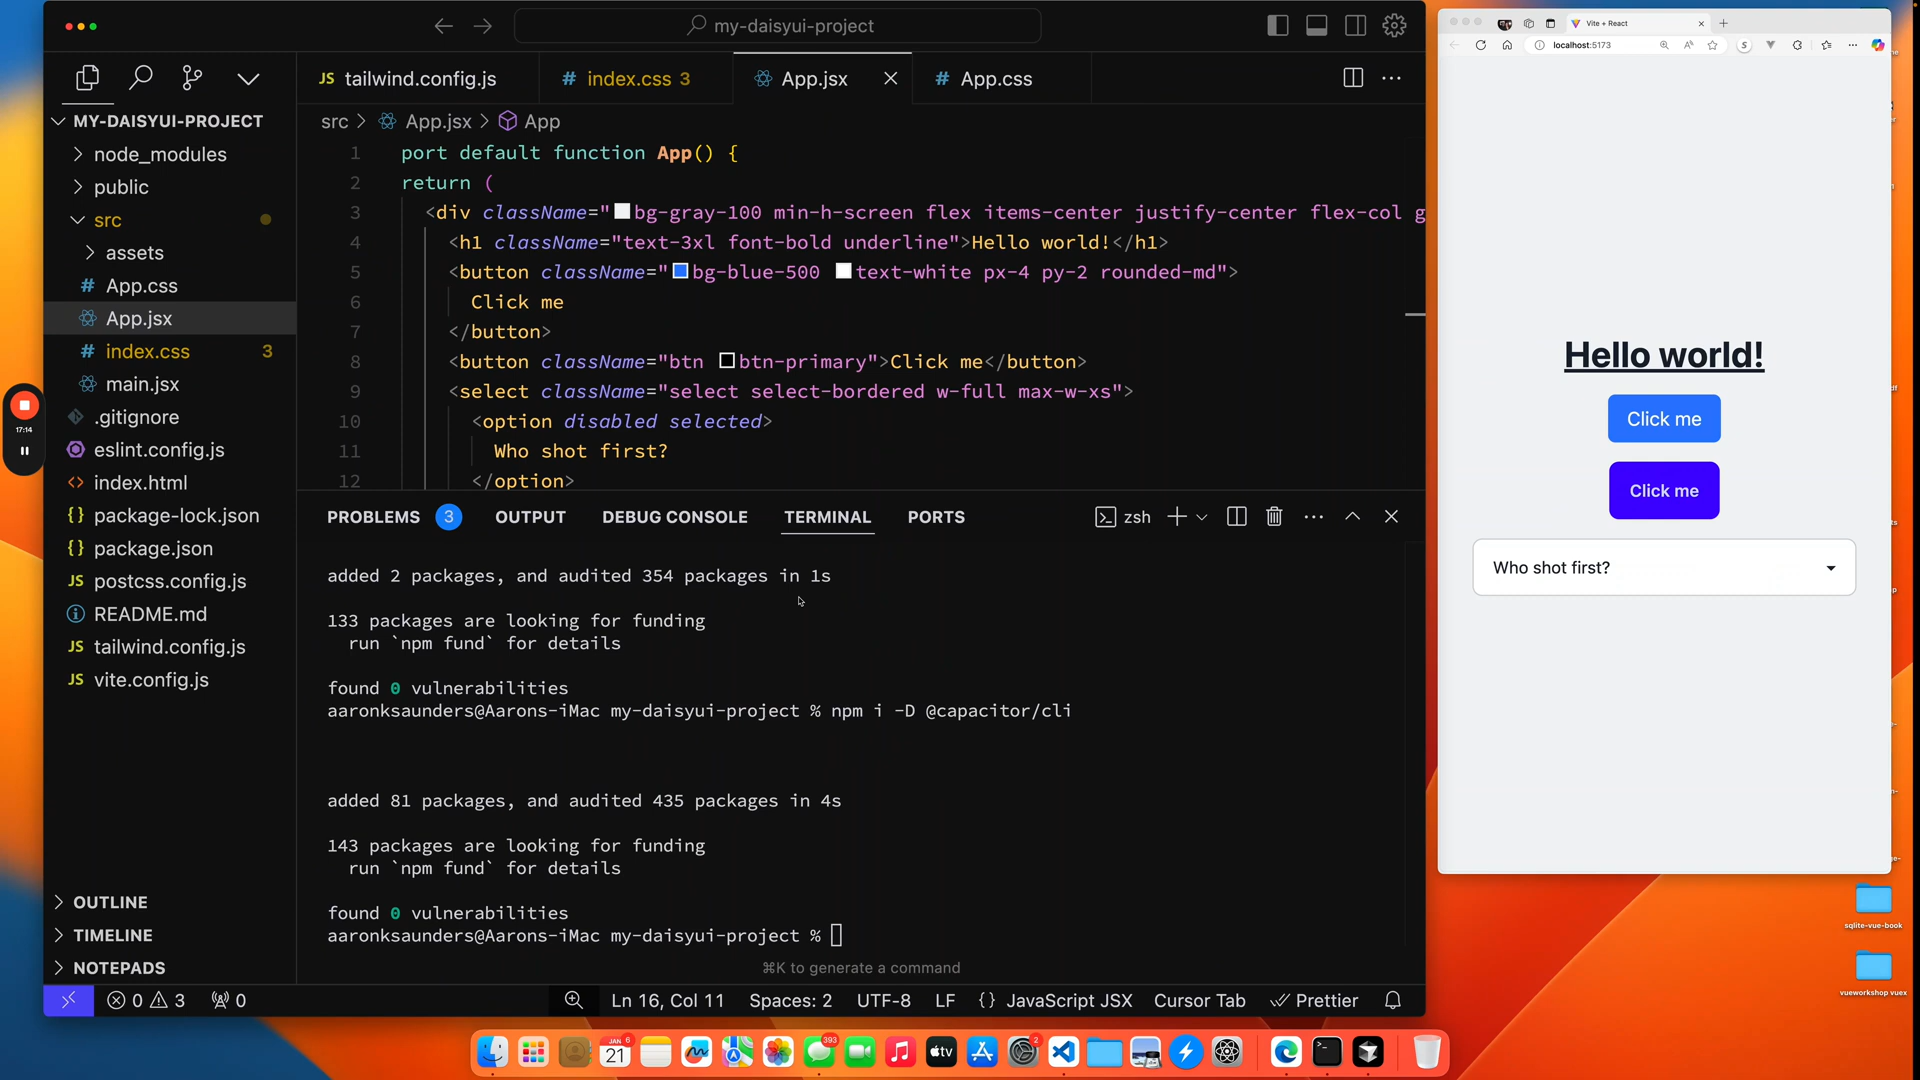 my-daisyui-project
tailwind.config.js
index.css 3
App.jsx
App.css
MY-DAISYUI-PROJECT
node_modules
public
src
assets
App.css
App.jsx
index.css 3
main.jsx
.gitignore
eslint.config.js
index.html
package-lock.json
package.json
postcss.config.js
README.md
tailwind.config.js
vite.config.js
OUTLINE
TIMELINE
NOTEPADS
17:14
src > App.jsx > App
1 port default function App() {
2 return (
3 <div className="bg-gray-100 min-h-screen flex items-center justify-center flex-col g
4 <h1 className="text-3xl font-bold underline">Hello world!</h1>
5 <button className="bg-blue-500 text-white px-4 py-2 rounded-md">
6 Click me
7 </button>
8 <button className="btn btn-primary">Click me</button>
9 <select className="select select-bordered w-full max-w-xs">
10 <option disabled selected>
11 Who shot first?
12 </option>
PROBLEMS 3 OUTPUT DEBUG CONSOLE TERMINAL PORTS zsh
added 2 packages, and audited 354 packages in 1s
133 packages are looking for funding
run `npm fund` for details
found 0 vulnerabilities
aaronksaunders@Aarons-iMac my-daisyui-project % npm i -D @capacitor/cli
added 81 packages, and audited 435 packages in 4s
143 packages are looking for funding
run `npm fund` for details
found 0 vulnerabilities
aaronksaunders@Aarons-iMac my-daisyui-project %
⌘K to generate a command
0 3 0 Ln 16, Col 11 Spaces: 2 UTF-8 LF {} JavaScript JSX Cursor Tab Prettier
Vite + React
localhost:5173
Hello world!
Click me
Click me
Who shot first?
sqlite-vue-book
vueworkshop vuex
JAN 6
21
393
tv
2